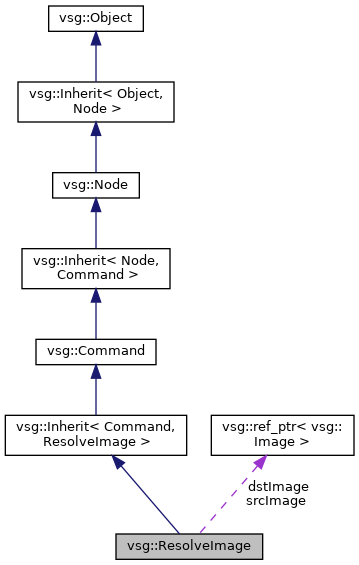 vsg::Object
vsg::Inherit< Object,
Node >
vsg::Node
vsg::Inherit< Node,
Command >
vsg::Command
vsg::Inherit< Command,
ResolveImage >
vsg::ref_ptr< vsg::
Image >
dstImage
srcImage
vsg::ResolveImage